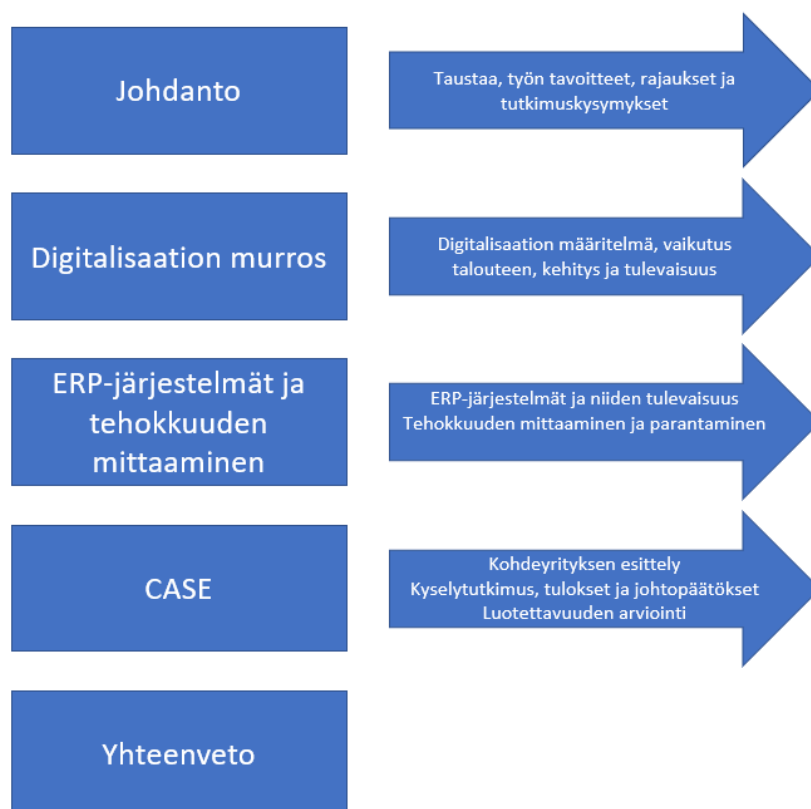 Johdanto
Taustaa, työn tavoitteet, rajaukset ja
tutkimuskysymykset
Digitalisaation murros
Digitalisaation määritelmä, vaikutus
talouteen, kehitys ja tulevaisuus
ERP-järjestelmät ja
tehokkuuden
mittaaminen
ERP-järjestelmät ja niiden tulevaisuus
Tehokkuuden mittaaminen ja parantaminen
CASE
Kohdeyrityksen esittely
Kyselytutkimus, tulokset ja johtopäätökset
Luotettavuuden arviointi
Yhteenveto